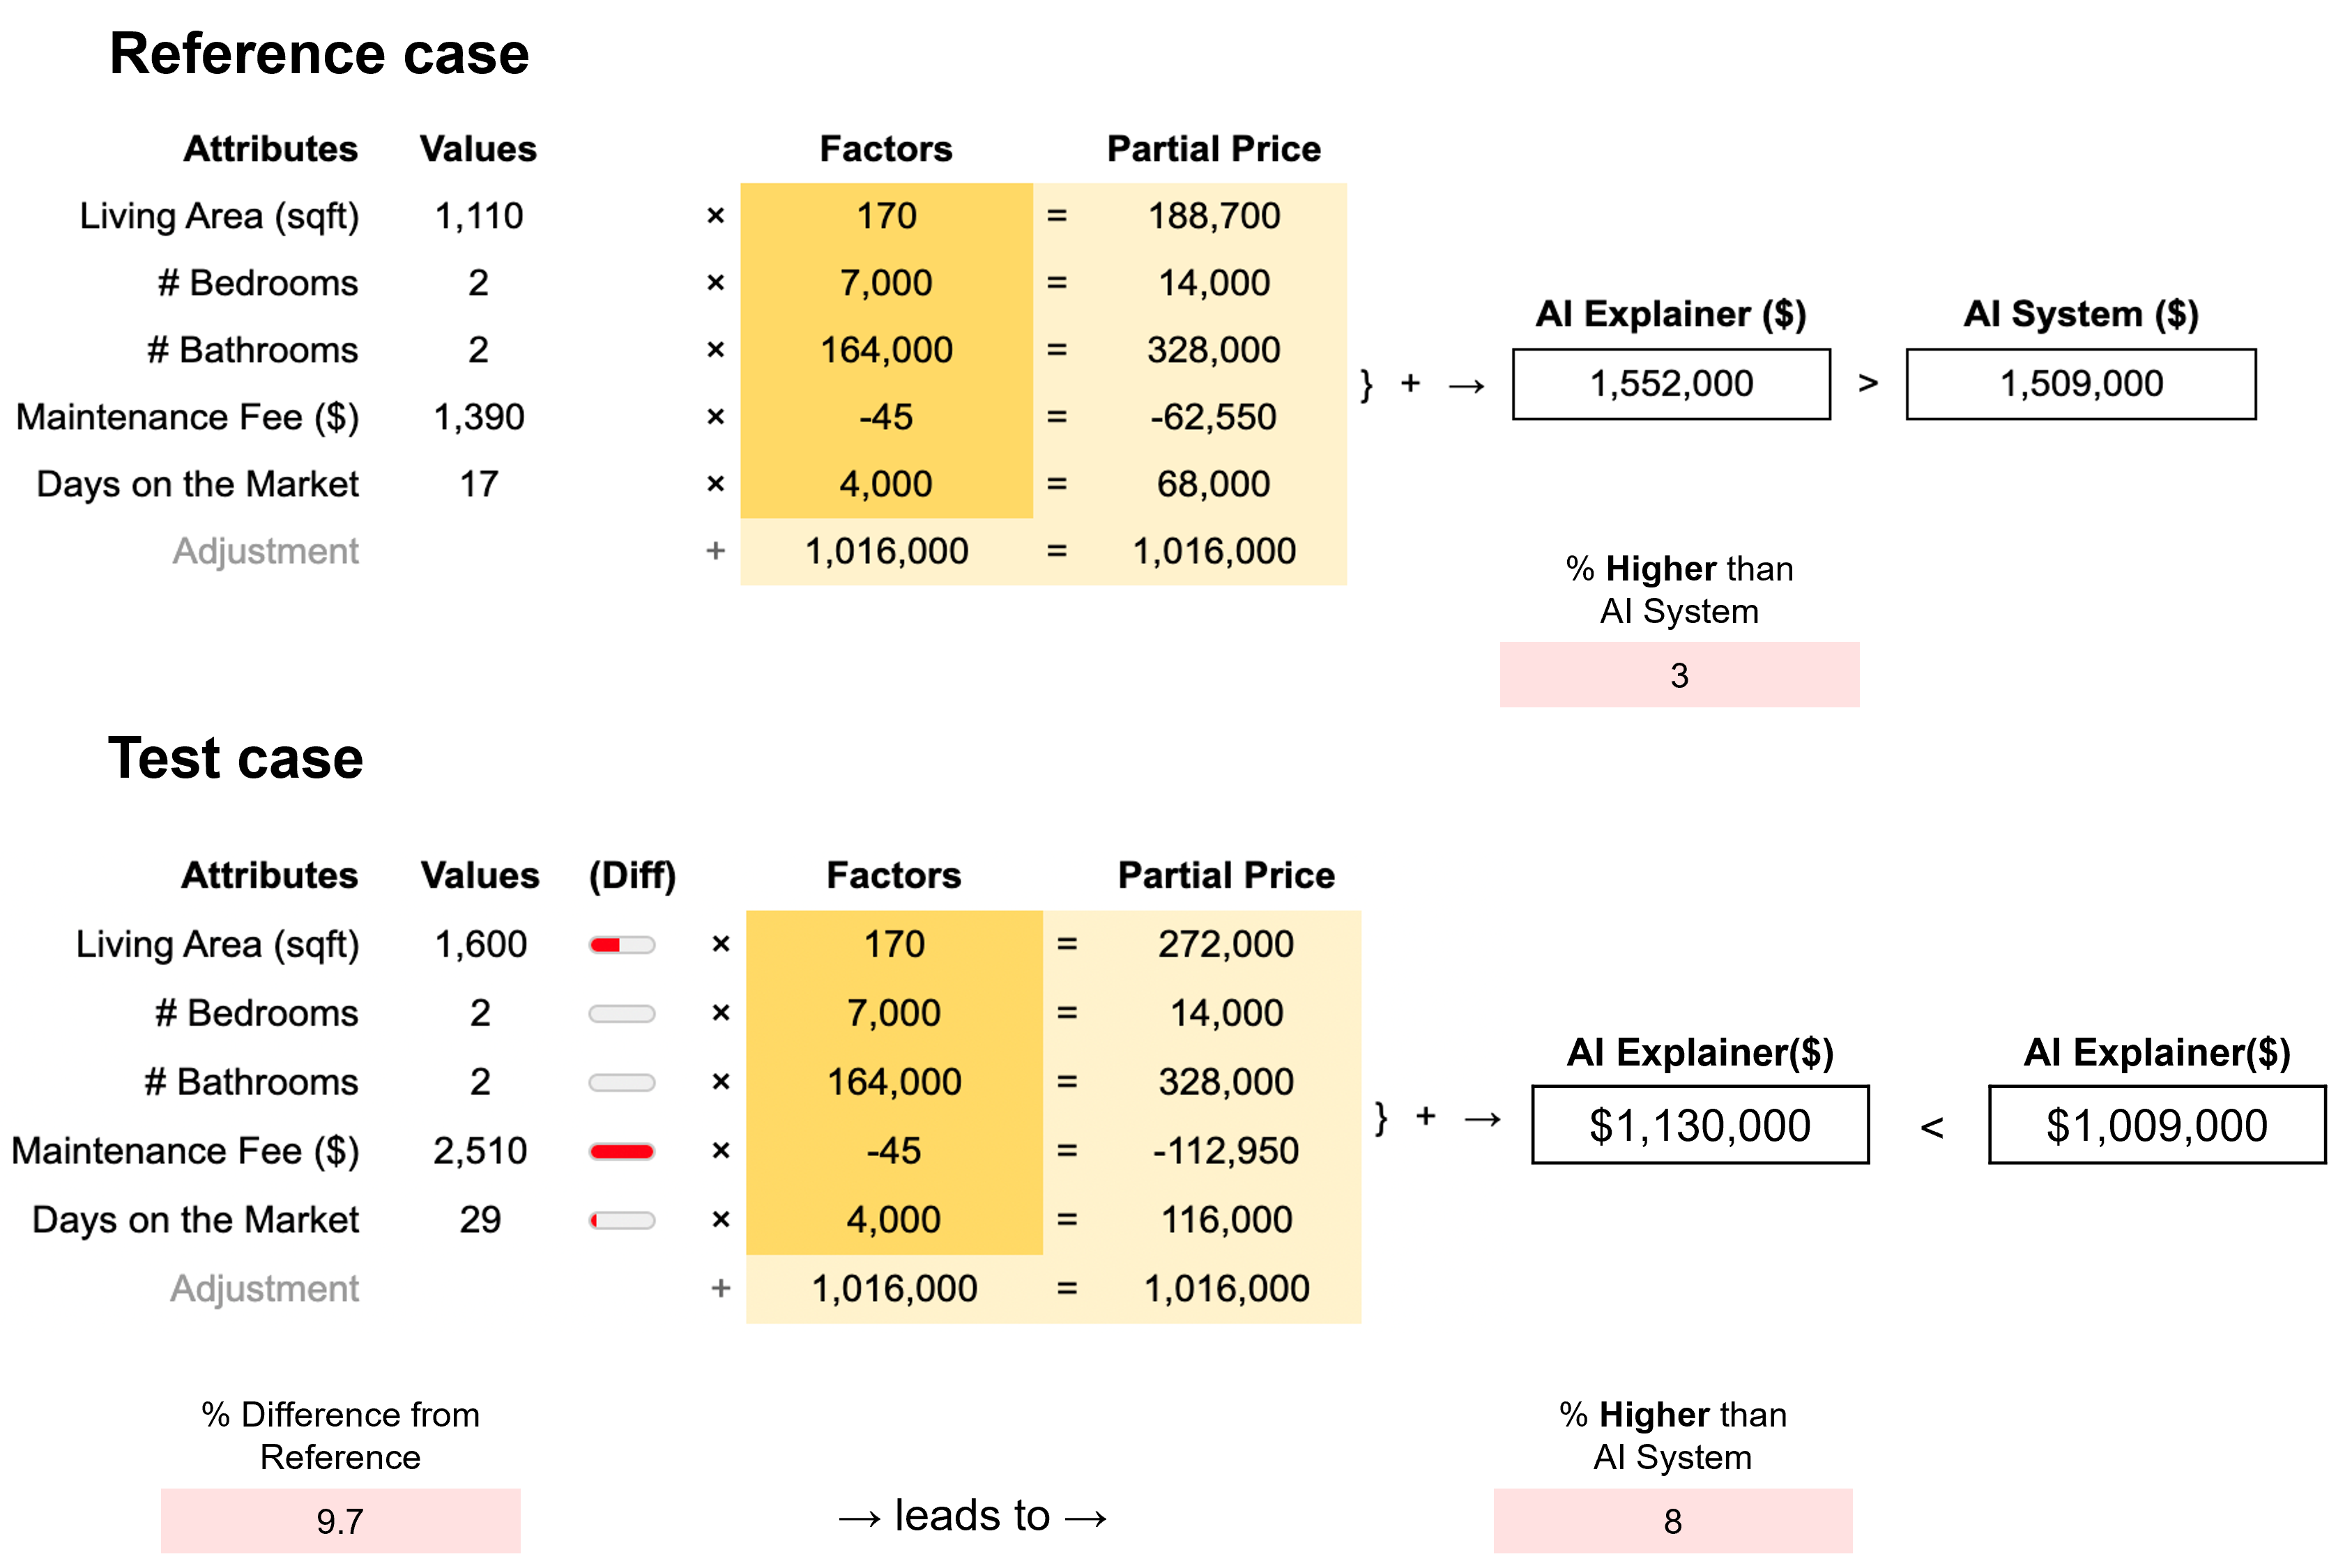 Reference case
Attributes Values Factors Partial Price
Living Area (sqft) 1,110 × 170 = 188,700
# Bedrooms 2 × 7,000 = 14,000
# Bathrooms 2 × 164,000 = 328,000
Maintenance Fee ($) 1,390 × -45 = -62,550
Days on the Market 17 × 4,000 = 68,000
Adjustment + 1,016,000 = 1,016,000
} + →
AI Explainer ($) AI System ($)
1,552,000 > 1,509,000
% Higher than
AI System
3
Test case
Attributes Values (Diff) Factors Partial Price
Living Area (sqft) 1,600 × 170 = 272,000
# Bedrooms 2 × 7,000 = 14,000
# Bathrooms 2 × 164,000 = 328,000
Maintenance Fee ($) 2,510 × -45 = -112,950
Days on the Market 29 × 4,000 = 116,000
Adjustment + 1,016,000 = 1,016,000
} + →
AI Explainer($) AI Explainer($)
$1,130,000 < $1,009,000
% Difference from
Reference
9.7
→ leads to →
% Higher than
AI System
8